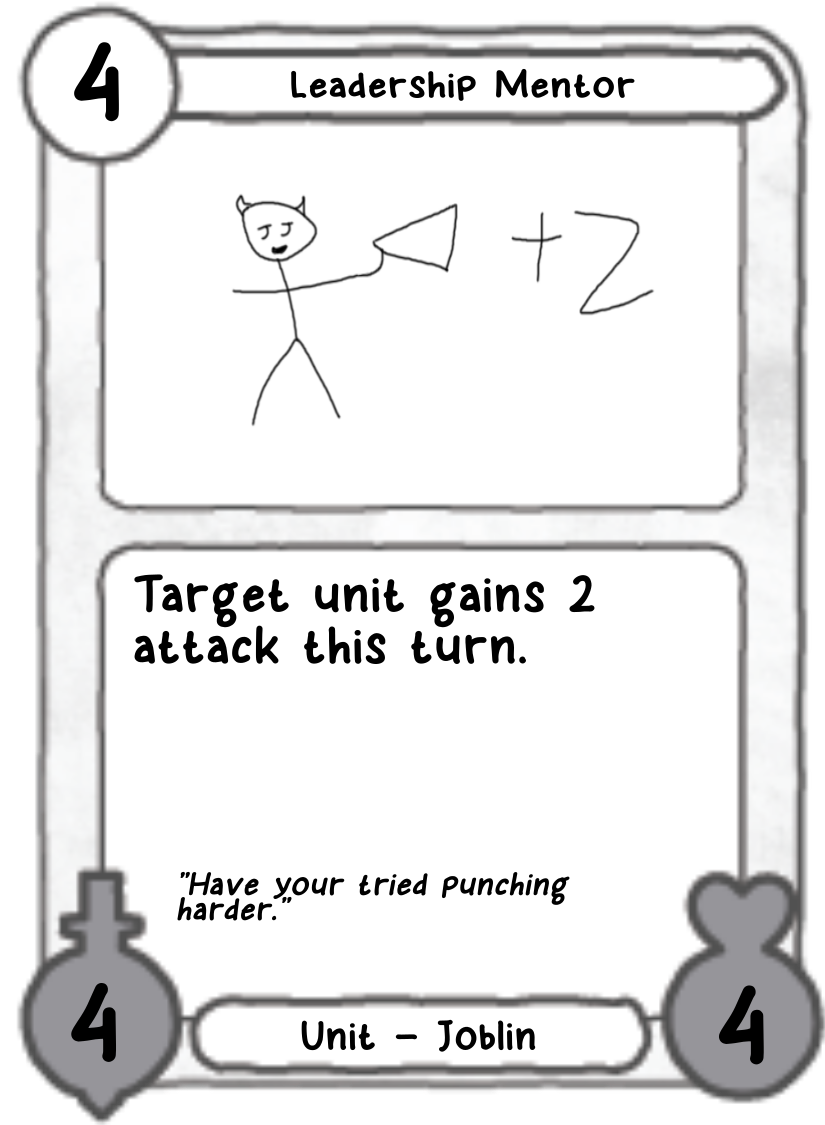 4
Leadership Mentor
+2
Target unit gains 2
attack this turn.
"Have your tried punching
harder."
4
Unit - Joblin
4